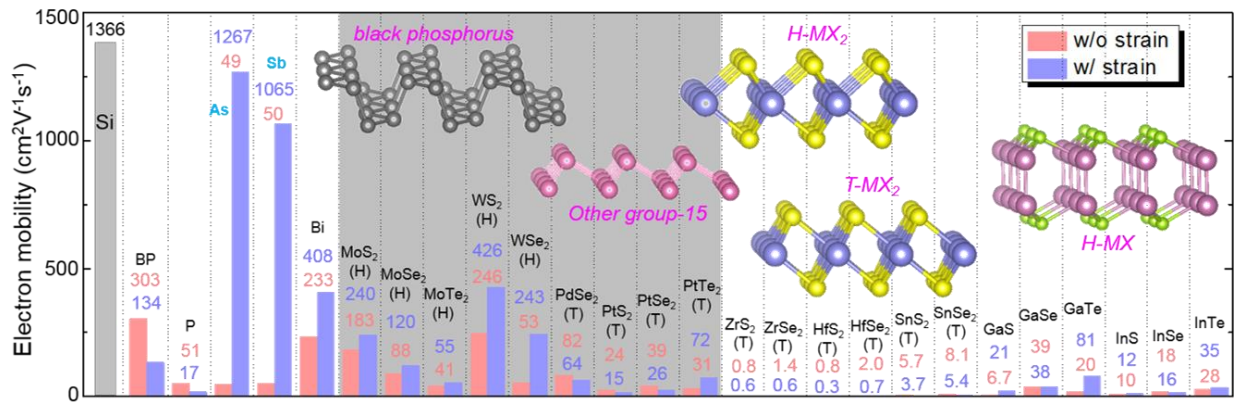 Electron mobility (cm²V⁻¹s⁻¹)
1500
1000
500
0
1366
Si
BP
303
134
P
51
17
1267
49
As
Sb
1065
50
Bi
408
233
MoS₂
(H)
240
183
MoSe₂
(H)
120
88
MoTe₂
(H)
55
41
WS₂
(H)
426
246
WSe₂
(H)
243
53
PdSe₂
(T)
82
64
PtS₂
(T)
24
15
PtSe₂
(T)
39
26
PtTe₂
(T)
72
31
ZrS₂
(T)
0.8
0.6
ZrSe₂
(T)
1.4
0.6
HfS₂
(T)
0.8
0.3
HfSe₂
(T)
2.0
0.7
SnS₂
(T)
5.7
3.7
SnSe₂
(T)
8.1
5.4
GaS
21
6.7
GaSe
39
38
GaTe
81
20
InS
12
10
InSe
18
16
InTe
35
28
black phosphorus
Other group-15
H-MX₂
T-MX₂
H-MX
w/o strain
w/ strain